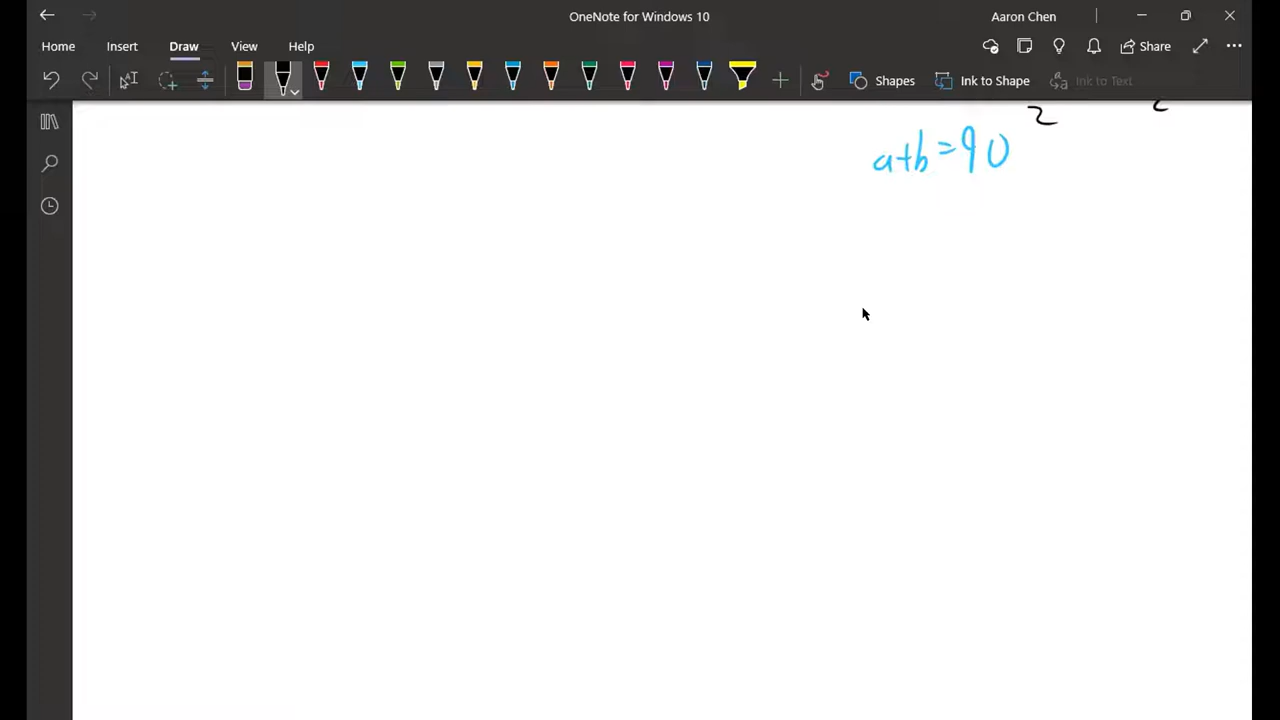 OneNote for Windows 10
Aaron Chen
Home Insert Draw View Help
Share
Shapes
Ink to Shape
Ink to Text
2
a+b=90